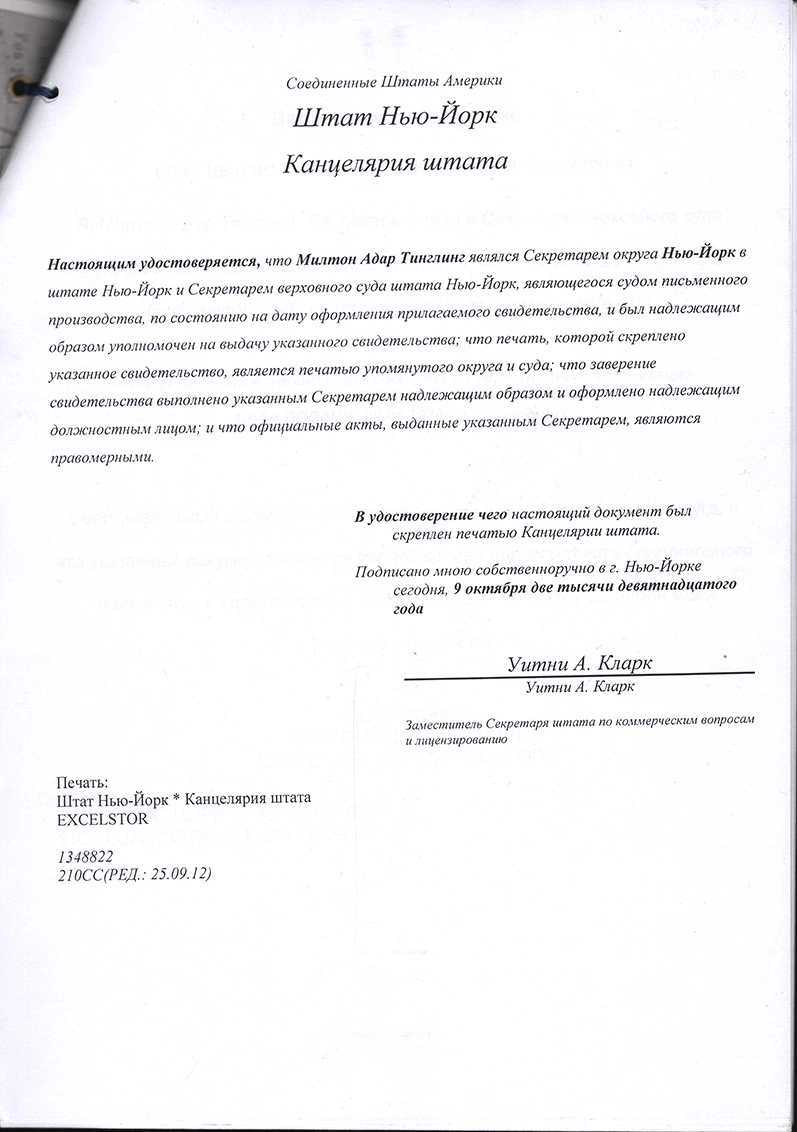 Соединенные Штаты Америки
Штат Нью-Йорк
Канцелярия штата
Настоящим удостоверяется, что Милтон Адар Тинглинг являлся Секретарем округа Нью-Йорк в
штате Нью-Йорк и Секретарем верховного суда штата Нью-Йорк, являющегося судом письменного
производства, по состоянию на дату оформления прилагаемого свидетельства, и был надлежащим
образом уполномочен на выдачу указанного свидетельства; что печать, которой скреплено
указанное свидетельство, является печатью упомянутого округа и суда; что заверение
свидетельства выполнено указанным Секретарем надлежащим образом и оформлено надлежащим
должностным лицом; и что официальные акты, выданные указанным Секретарем, являются
правомерными.
В удостоверение чего настоящий документ был
скреплен печатью Канцелярии штата.
Подписано мною собственноручно в г. Нью-Йорке
сегодня, 9 октября две тысячи девятнадцатого
года
Уитни А. Кларк
Уитни А. Кларк
Заместитель Секретаря штата по коммерческим вопросам
и лицензированию
Печать:
Штат Нью-Йорк * Канцелярия штата
EXCELSTOR
1348822
210CC(РЕД.: 25.09.12)